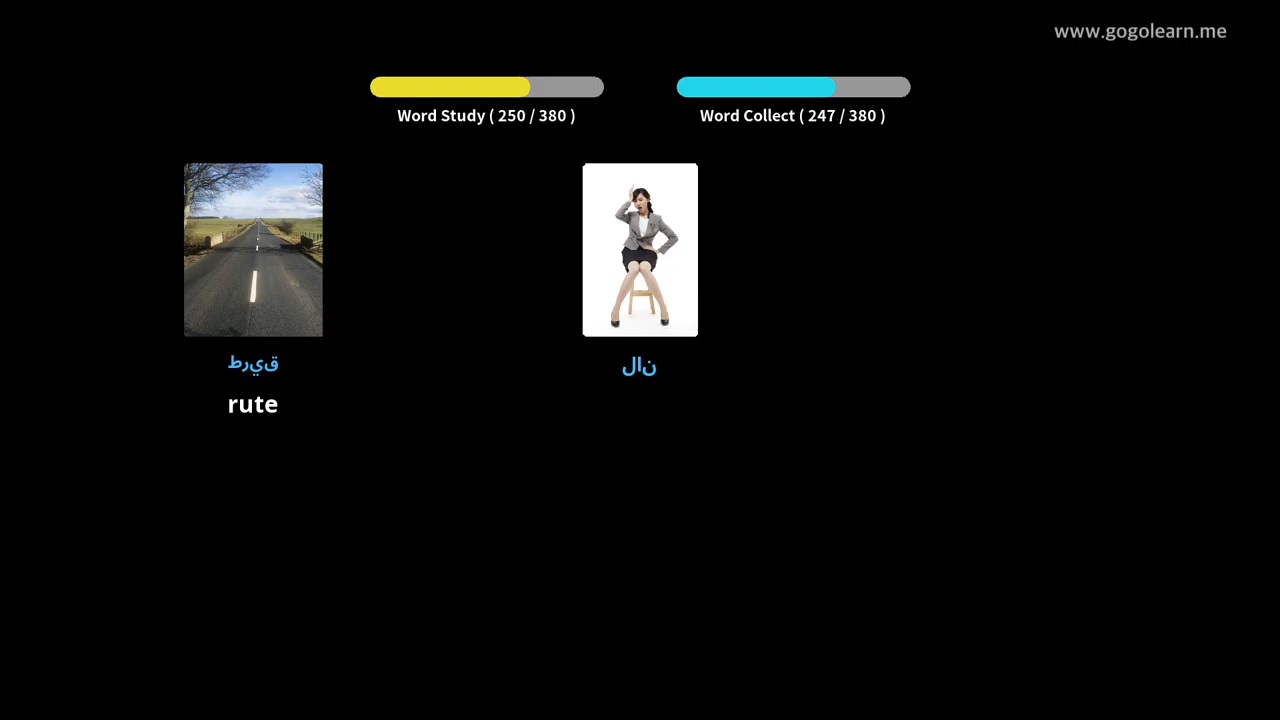 www.gogolearn.me
Word Study ( 250 / 380 )
Word Collect ( 247 / 380 )
قيرط
نال
rute